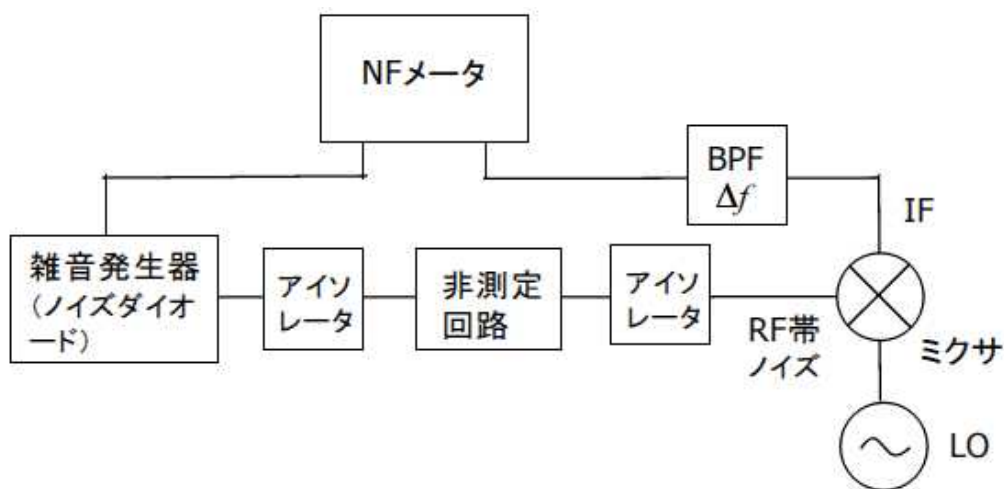 NFメータ
BPF
Δf
IF
雑音発生器
（ノイズダイオ
ード）
アイソ
レータ
非測定
回路
アイソ
レータ
RF帯
ノイズ
ミクサ
LO